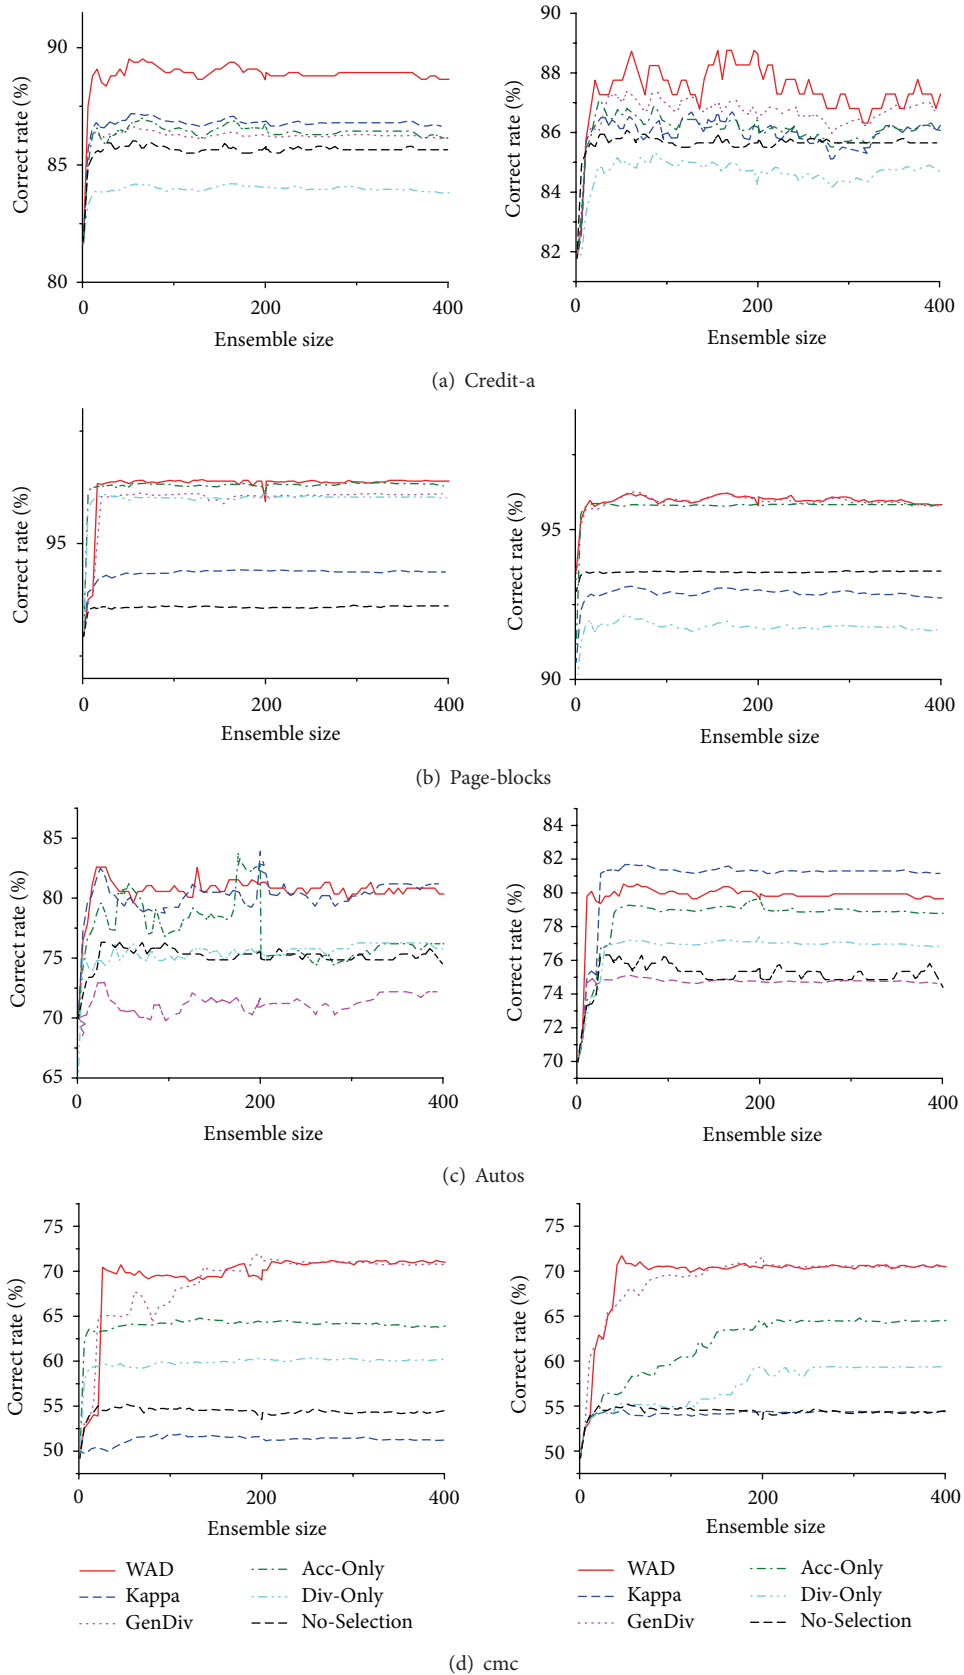 90
85
80
Correct rate (%)
0
200
400
Ensemble size
90
88
86
84
82
Correct rate (%)
0
200
400
Ensemble size
(a) Credit-a
95
Correct rate (%)
0
200
400
Ensemble size
95
90
Correct rate (%)
0
200
400
Ensemble size
(b) Page-blocks
85
80
75
70
65
Correct rate (%)
0
200
400
Ensemble size
84
82
80
78
76
74
72
70
Correct rate (%)
0
200
400
Ensemble size
(c) Autos
75
70
65
60
55
50
Correct rate (%)
0
200
400
Ensemble size
75
70
65
60
55
50
Correct rate (%)
0
200
400
Ensemble size
WAD
Kappa
GenDiv
Acc-Only
Div-Only
No-Selection
WAD
Kappa
GenDiv
Acc-Only
Div-Only
No-Selection
(d) cmc